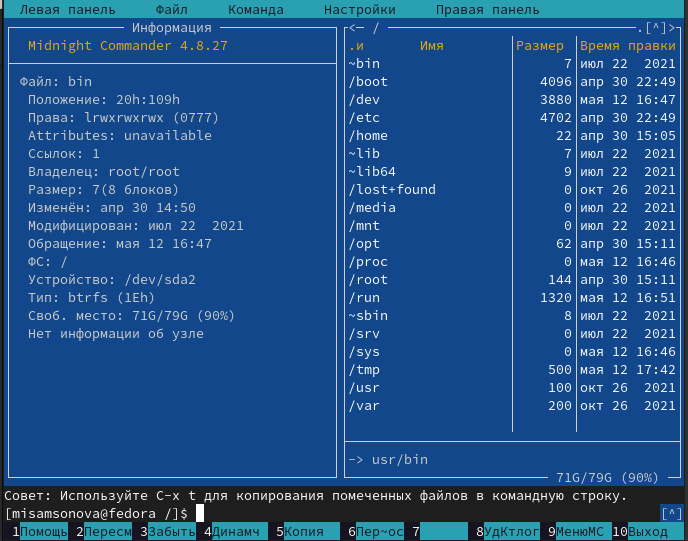 Левая панель Файл Команда Настройки Правая панель
Информация
Midnight Commander 4.8.27
Файл: bin
Положение: 20h:109h
Права: lrwxrwxrwx (0777)
Attributes: unavailable
Ссылок: 1
Владелец: root/root
Размер: 7(8 блоков)
Изменён: апр 30 14:50
Модифицирован: июл 22 2021
Обращение: мая 12 16:47
ФС: /
Устройство: /dev/sda2
Тип: btrfs (1Eh)
Своб. место: 71G/79G (90%)
Нет информации об узле
<─ / .[^]>
.и Имя Размер Время правки
~bin 7 июл 22 2021
/boot 4096 апр 30 22:49
/dev 3880 мая 12 16:47
/etc 4702 апр 30 22:49
/home 22 апр 30 15:05
~lib 7 июл 22 2021
~lib64 9 июл 22 2021
/lost+found 0 окт 26 2021
/media 0 июл 22 2021
/mnt 0 июл 22 2021
/opt 62 апр 30 15:11
/proc 0 мая 12 16:46
/root 144 апр 30 15:11
/run 1320 мая 12 16:51
~sbin 8 июл 22 2021
/srv 0 июл 22 2021
/sys 0 мая 12 16:46
/tmp 500 мая 12 17:42
/usr 100 окт 26 2021
/var 200 окт 26 2021
-> usr/bin
71G/79G (90%)
Совет: Используйте C-x t для копирования помеченных файлов в командную строку.
[misamsonova@fedora /]$ [^]
1Помощь 2Пересм 3Забыть 4Динамч 5Копия 6Пер~ос 7 8УдКтлог 9МенюМС 10Выход